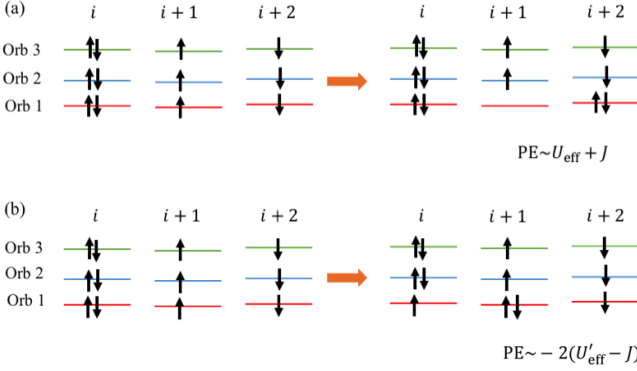 (a)
i i + 1 i + 2 i i + 1 i + 2
Orb 3
Orb 2
Orb 1
PE~U_eff + J
(b)
i i + 1 i + 2 i i + 1 i + 2
Orb 3
Orb 2
Orb 1
PE~ − 2(U′_eff − J)